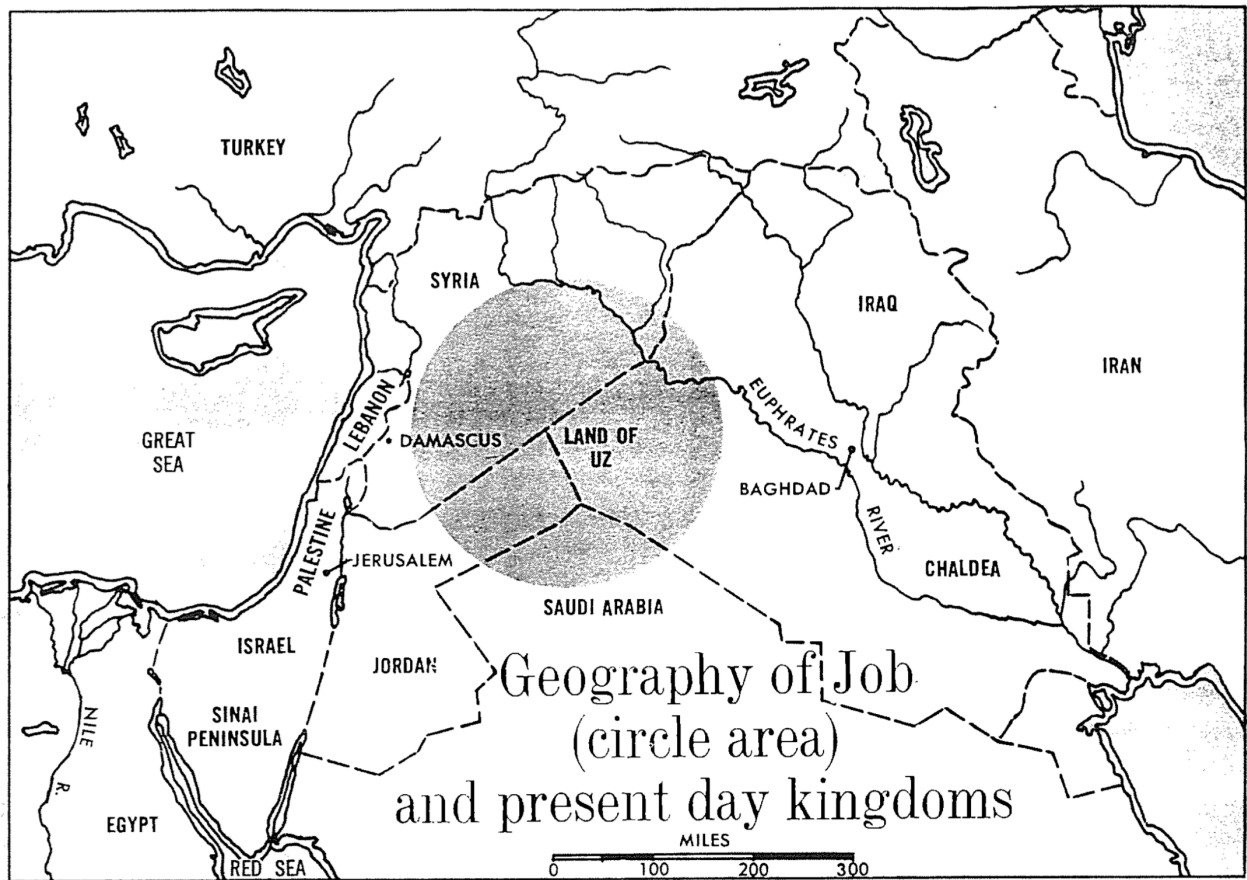 TURKEY
SYRIA
IRAQ
IRAN
GREAT
SEA
LEBANON
DAMASCUS
LAND OF
UZ
EUPHRATES
BAGHDAD
RIVER
PALESTINE
JERUSALEM
CHALDEA
SAUDI ARABIA
ISRAEL
JORDAN
SINAI
PENINSULA
NILE
R.
EGYPT
RED SEA
Geography of Job
(circle area)
and present day kingdoms
MILES
0 100 200 300